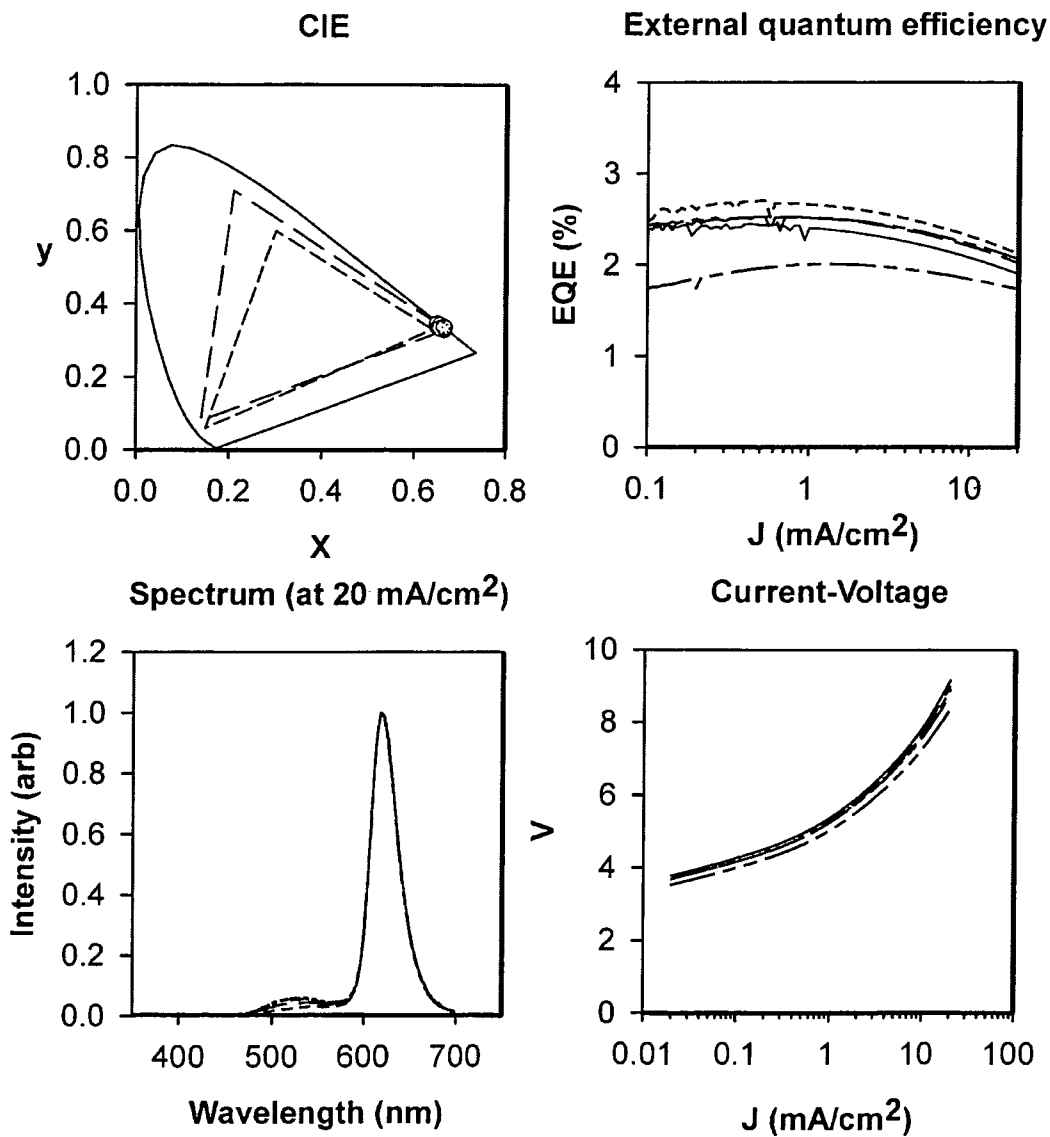 CIE
1.0
0.8
0.6
0.4
0.2
0.0
y
0.0 0.2 0.4 0.6 0.8
X
External quantum efficiency
4
3
2
1
0
EQE (%)
0.1 1 10
J (mA/cm2)
Spectrum (at 20 mA/cm2)
1.2
1.0
0.8
0.6
0.4
0.2
0.0
Intensity (arb)
400 500 600 700
Wavelength (nm)
Current-Voltage
10
8
6
4
2
0
V
0.01 0.1 1 10 100
J (mA/cm2)